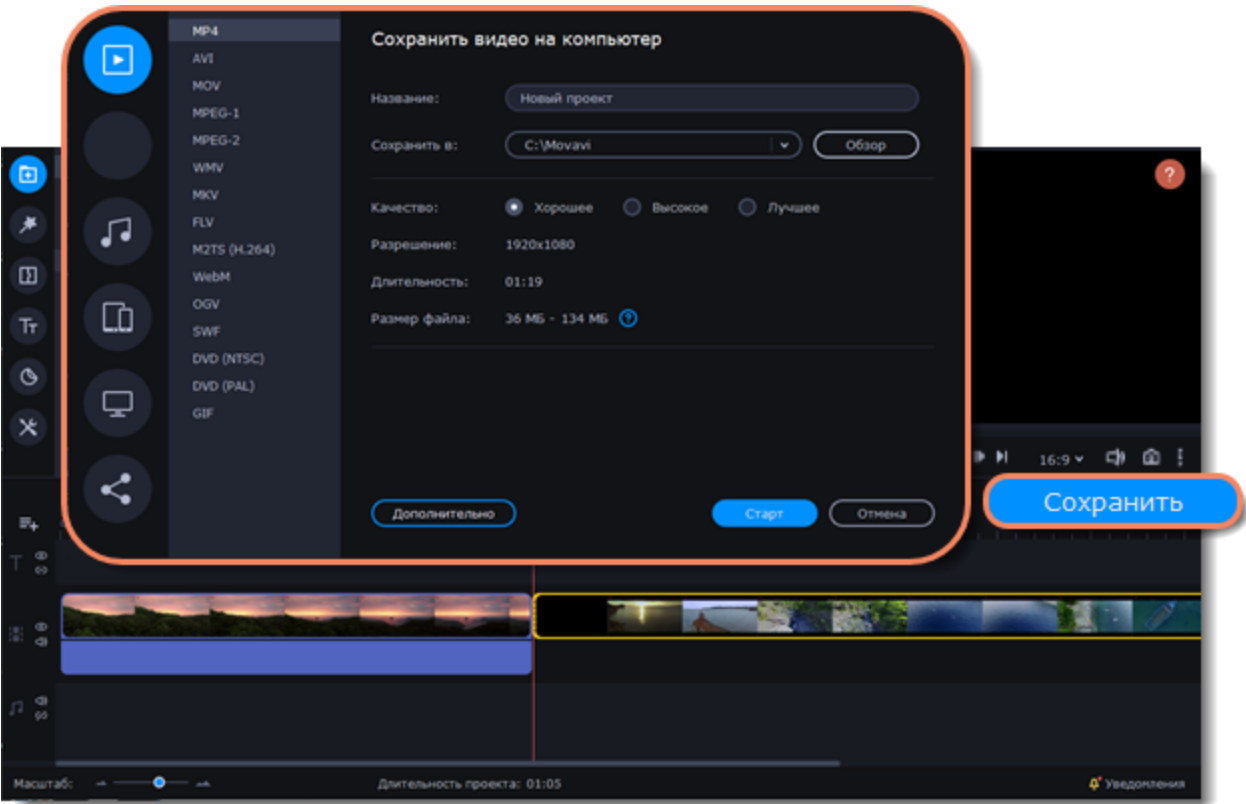 MP4
AVI
MOV
MPEG-1
MPEG-2
WMV
MKV
FLV
M2TS (H.264)
WebM
OGV
SWF
DVD (NTSC)
DVD (PAL)
GIF
Сохранить видео на компьютер
Название: Новый проект
Сохранить в: C:\Movavi Обзор
Качество: Хорошее Высокое Лучшее
Разрешение: 1920x1080
Длительность: 01:19
Размер файла: 36 МБ - 134 МБ ?
Дополнительно Старт Отмена
?
16:9
Сохранить
Масштаб: Длительность проекта: 01:05 Уведомления